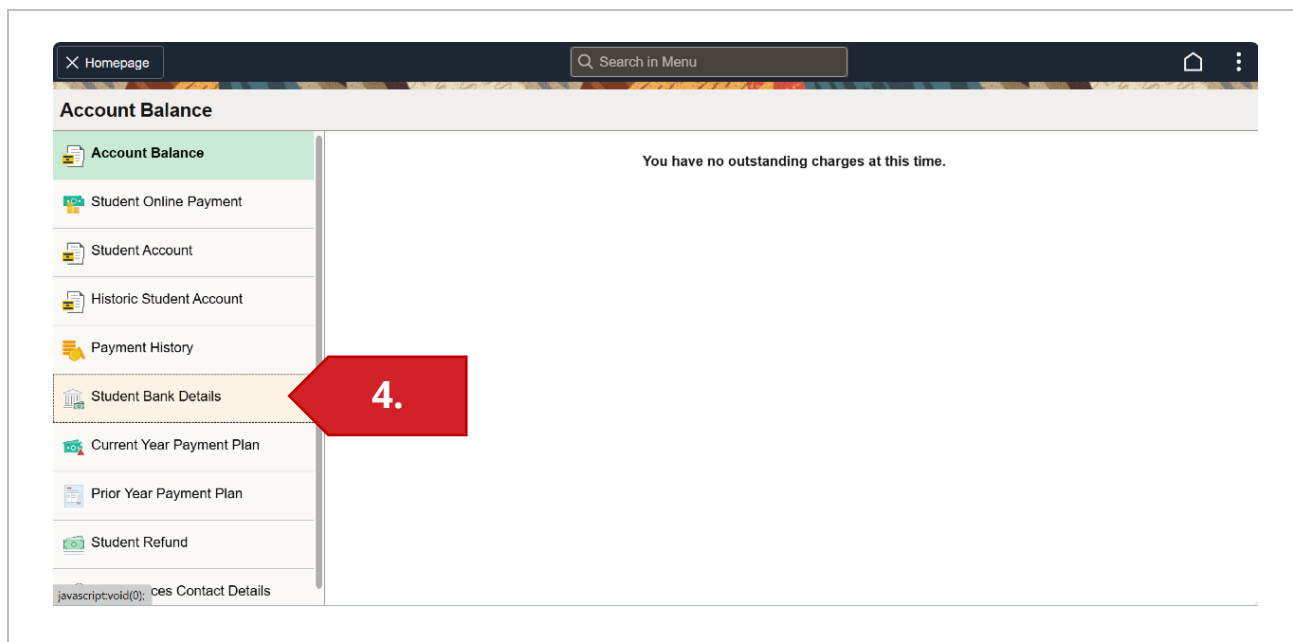 Homepage
Search in Menu
Account Balance
Account Balance
You have no outstanding charges at this time.
Student Online Payment
Student Account
Historic Student Account
Payment History
Student Bank Details
4.
Current Year Payment Plan
Prior Year Payment Plan
Student Refund
ces Contact Details
javascript:void(0);